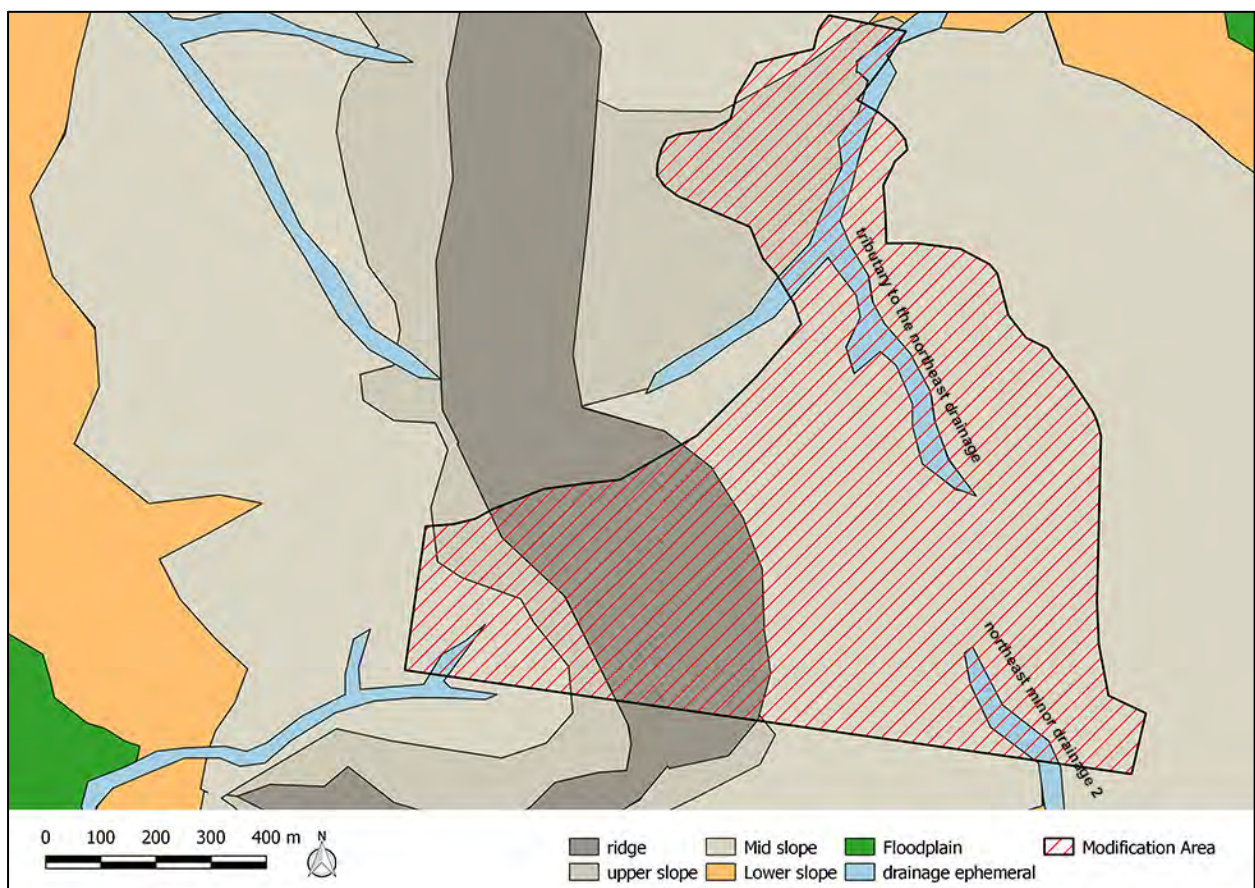 tributary to the northeast drainage
northeast minor drainage 2
0 100 200 300 400 m
N
ridge
Mid slope
Floodplain
Modification Area
upper slope
Lower slope
drainage ephemeral